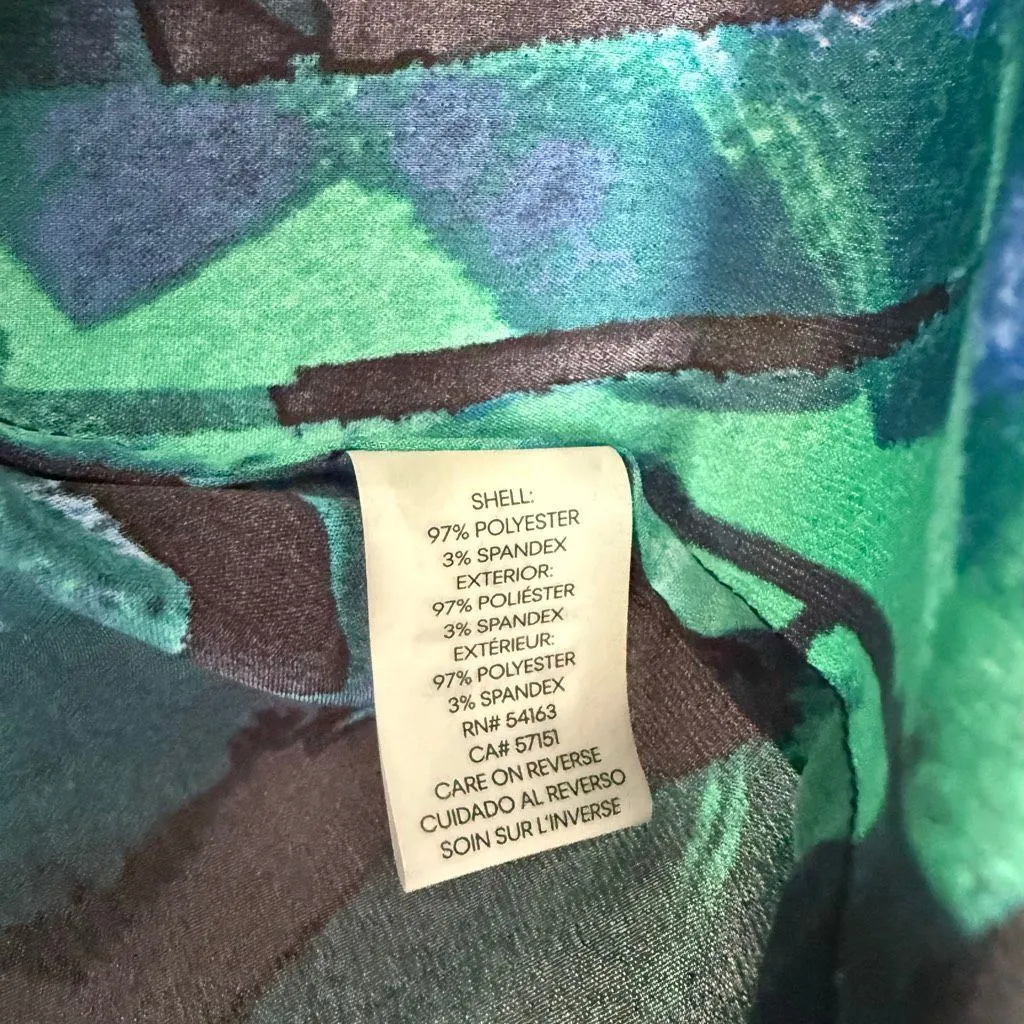 SHELL:
97% POLYESTER
3% SPANDEX
EXTERIOR:
97% POLIÉSTER
3% SPANDEX
EXTÉRIEUR:
97% POLYESTER
3% SPANDEX
RN# 54163
CA# 57151
CARE ON REVERSE
CUIDADO AL REVERSO
SOIN SUR L'INVERSE